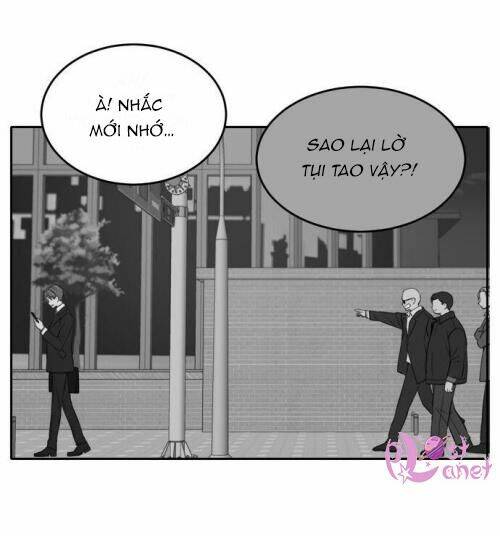 À! NHẮC
MỚI NHỚ...
SAO LẠI LỜ
TỤI TAO VẬY?!